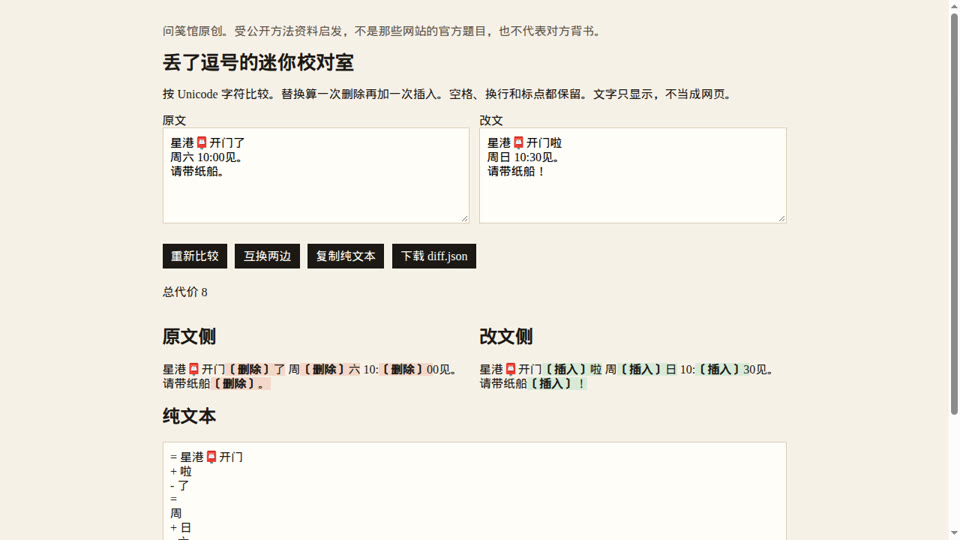 问笺馆原创。受公开方法资料启发，不是那些网站的官方题目，也不代表对方背书。
丢了逗号的迷你校对室
按 Unicode 字符比较。替换算一次删除再加一次插入。空格、换行和标点都保留。文字只显示，不当成网页。
原文
星港📮开门了
周六 10:00见。
请带纸船。
改文
星港📮开门啦
周日 10:30见。
请带纸船！
重新比较 互换两边 复制纯文本 下载 diff.json
总代价 8
原文侧
星港📮开门〔删除〕了 周〔删除〕六 10:〔删除〕00见。
请带纸船〔删除〕。
改文侧
星港📮开门〔插入〕啦 周〔插入〕日 10:〔插入〕30见。
请带纸船〔插入〕！
纯文本
= 星港📮开门
+ 啦
- 了
=
周
+ 日